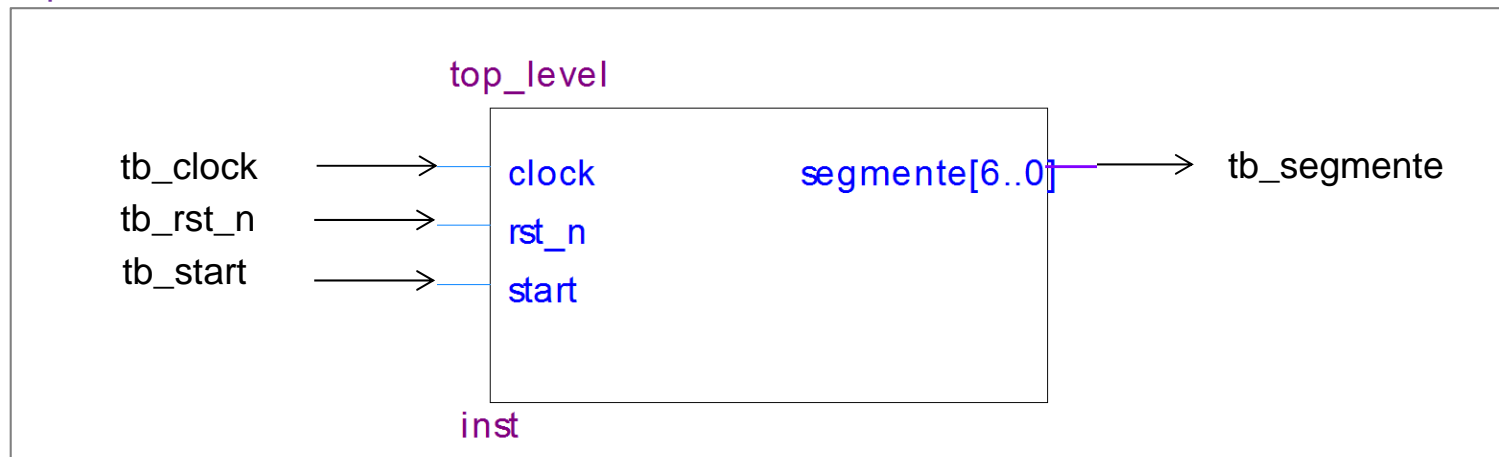 top_level
tb_clock clock segmente[6..0] tb_segmente
tb_rst_n rst_n
tb_start start
inst